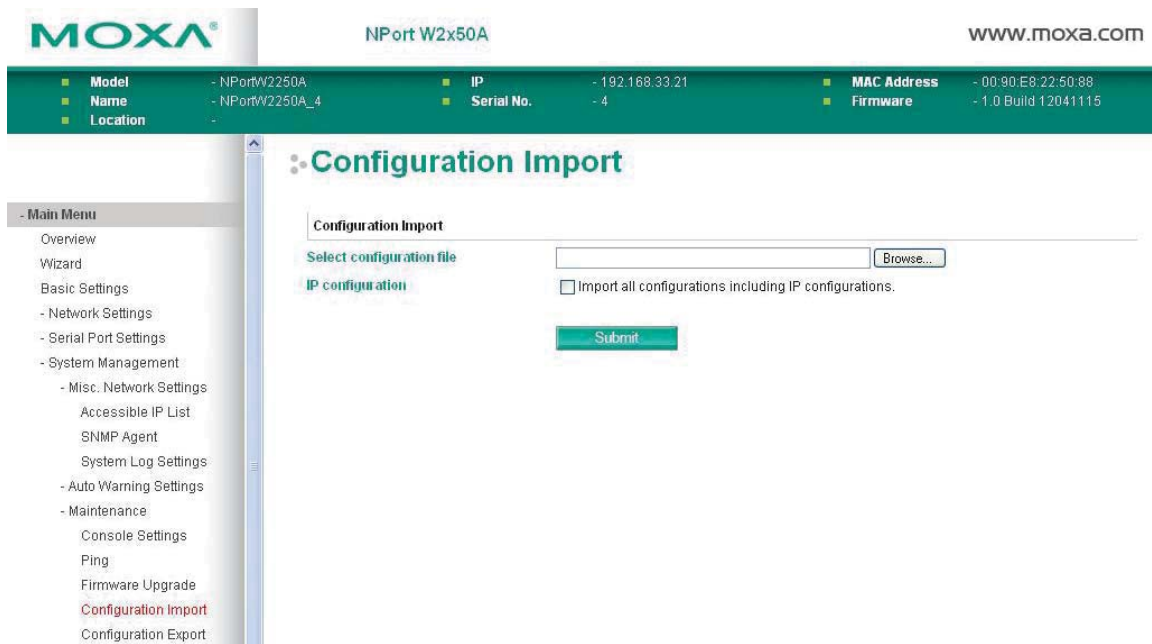 MOXA®
NPort W2x50A
www.moxa.com
Model - NPortW2250A IP - 192.168.33.21 MAC Address - 00:90:E8:22:50:88
Name - NPortW2250A_4 Serial No. - 4 Firmware - 1.0 Build 12041115
Location -
Configuration Import
- Main Menu
Overview
Wizard
Basic Settings
- Network Settings
- Serial Port Settings
- System Management
- Misc. Network Settings
Accessible IP List
SNMP Agent
System Log Settings
- Auto Warning Settings
- Maintenance
Console Settings
Ping
Firmware Upgrade
Configuration Import
Configuration Export
Configuration Import
Select configuration file Browse...
IP configuration Import all configurations including IP configurations.
Submit